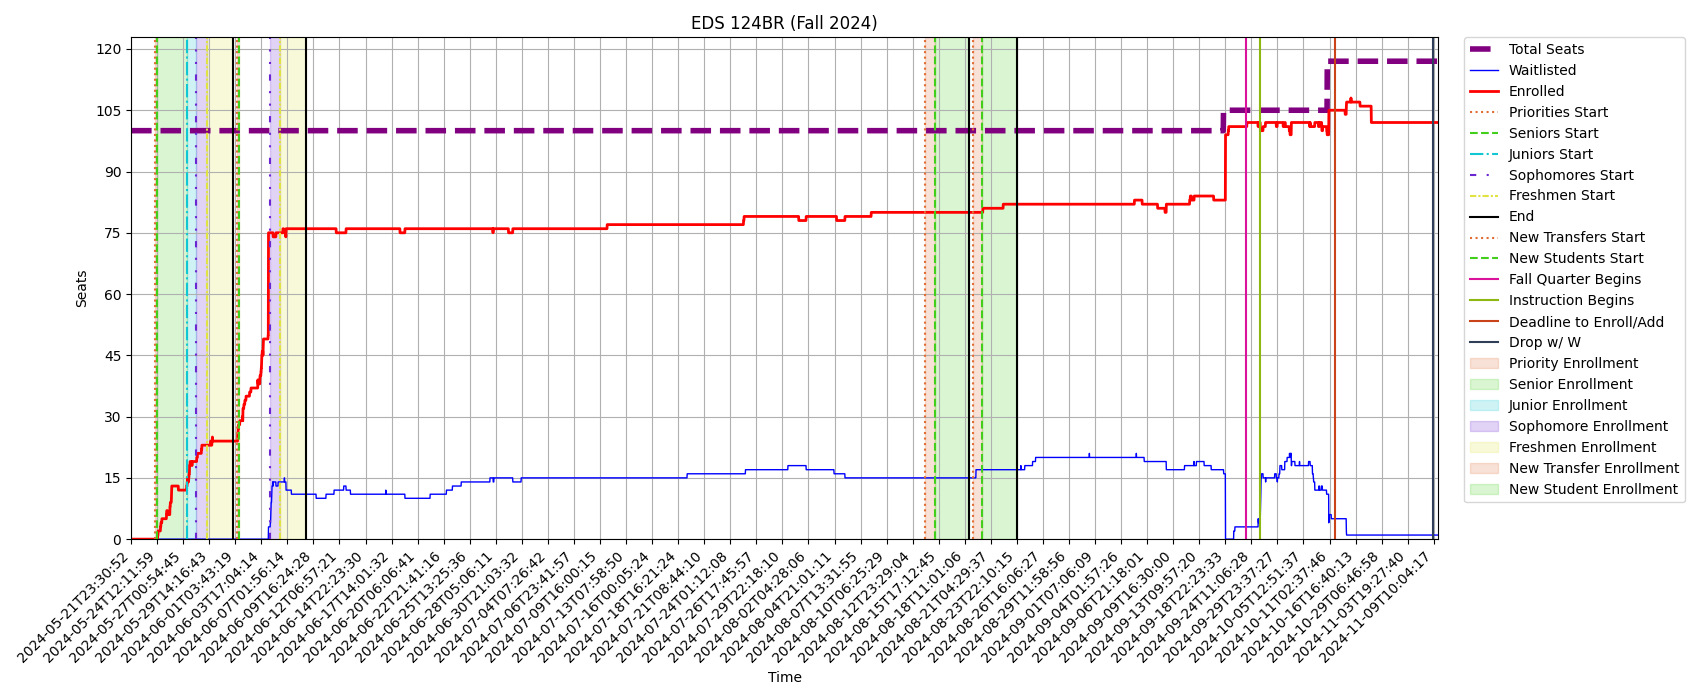 EDS 124BR (Fall 2024)
Seats
120
105
90
75
60
45
30
15
0
2024-05-21T23:30:52
2024-05-24T12:11:59
2024-05-27T00:54:45
2024-05-29T14:16:43
2024-06-01T03:43:19
2024-06-03T17:04:14
2024-06-07T01:56:14
2024-06-09T16:24:28
2024-06-12T06:57:21
2024-06-14T22:23:30
2024-06-17T14:01:32
2024-06-20T06:06:41
2024-06-22T21:41:16
2024-06-25T13:25:36
2024-06-28T05:06:11
2024-06-30T21:03:32
2024-07-04T07:26:42
2024-07-06T23:41:57
2024-07-09T16:00:15
2024-07-13T07:58:50
2024-07-16T00:05:24
2024-07-18T16:21:24
2024-07-21T08:44:10
2024-07-24T01:12:08
2024-07-26T17:45:57
2024-07-29T22:18:10
2024-08-02T04:28:06
2024-08-04T21:01:11
2024-08-07T13:31:55
2024-08-10T06:25:29
2024-08-12T23:29:04
2024-08-15T17:12:45
2024-08-18T11:01:06
2024-08-21T04:29:37
2024-08-23T22:10:15
2024-08-26T16:06:27
2024-08-29T11:58:56
2024-09-01T07:06:09
2024-09-04T01:57:26
2024-09-06T21:18:01
2024-09-09T16:30:00
2024-09-13T09:57:20
2024-09-18T22:23:33
2024-09-24T11:06:28
2024-09-29T23:37:27
2024-10-05T12:51:37
2024-10-11T02:37:46
2024-10-16T16:40:13
2024-10-29T06:46:58
2024-11-03T19:27:40
2024-11-09T10:04:17
Time
Total Seats
Waitlisted
Enrolled
Priorities Start
Seniors Start
Juniors Start
Sophomores Start
Freshmen Start
End
New Transfers Start
New Students Start
Fall Quarter Begins
Instruction Begins
Deadline to Enroll/Add
Drop w/ W
Priority Enrollment
Senior Enrollment
Junior Enrollment
Sophomore Enrollment
Freshmen Enrollment
New Transfer Enrollment
New Student Enrollment